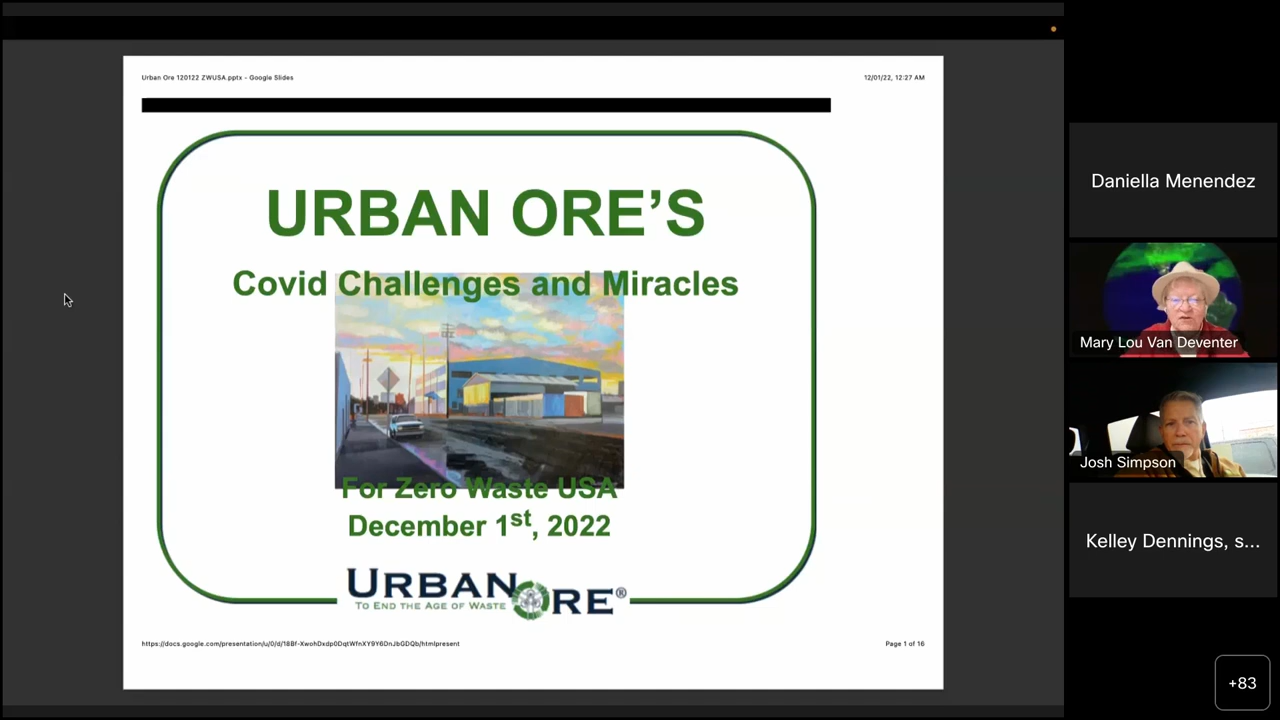 Urban Ore 120122 ZWUSA.pptx - Google Slides
12/01/22, 12:27 AM
URBAN ORE'S
Covid Challenges and Miracles
For Zero Waste USA
December 1st, 2022
URBAN ORE®
TO END THE AGE OF WASTE
https://docs.google.com/presentation/u/0/d/18Bf-XwohDxdp0DqtWfnXY9Y6DnJbGDQb/htmlpresent
Page 1 of 16
Daniella Menendez
Mary Lou Van Deventer
Josh Simpson
Kelley Dennings, s...
+83